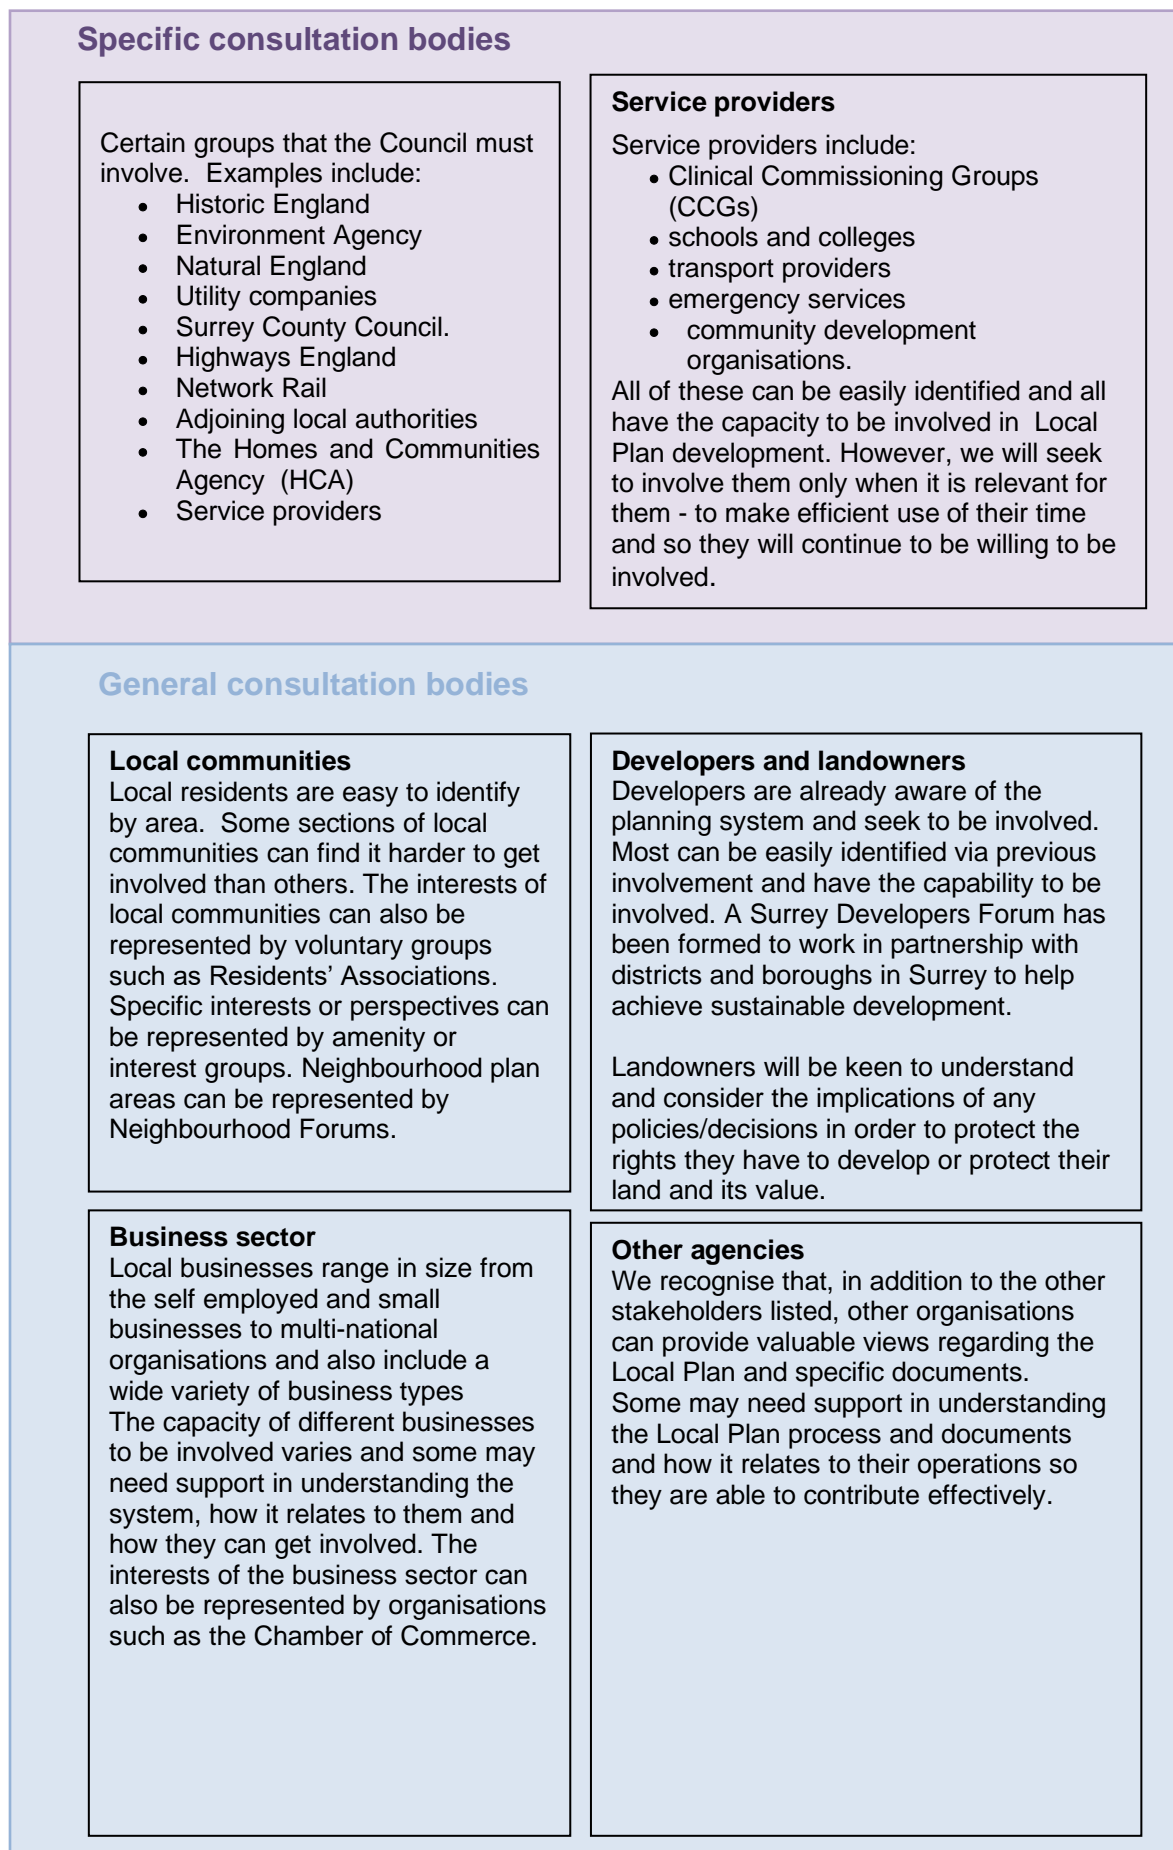 Specific consultation bodies
Certain groups that the Council must
involve.  Examples include:
• Historic England
• Environment Agency
• Natural England
• Utility companies
• Surrey County Council.
• Highways England
• Network Rail
• Adjoining local authorities
• The Homes and Communities
Agency  (HCA)
• Service providers
Service providers
Service providers include:
• Clinical Commissioning Groups
(CCGs)
• schools and colleges
• transport providers
• emergency services
• community development
organisations.
All of these can be easily identified and all
have the capacity to be involved in  Local
Plan development. However, we will seek
to involve them only when it is relevant for
them - to make efficient use of their time
and so they will continue to be willing to be
involved.
General consultation bodies
Local communities
Local residents are easy to identify
by area.  Some sections of local
communities can find it harder to get
involved than others. The interests of
local communities can also be
represented by voluntary groups
such as Residents’ Associations.
Specific interests or perspectives can
be represented by amenity or
interest groups. Neighbourhood plan
areas can be represented by
Neighbourhood Forums.
Developers and landowners
Developers are already aware of the
planning system and seek to be involved.
Most can be easily identified via previous
involvement and have the capability to be
involved. A Surrey Developers Forum has
been formed to work in partnership with
districts and boroughs in Surrey to help
achieve sustainable development.
Landowners will be keen to understand
and consider the implications of any
policies/decisions in order to protect the
rights they have to develop or protect their
land and its value.
Business sector
Local businesses range in size from
the self employed and small
businesses to multi-national
organisations and also include a
wide variety of business types
The capacity of different businesses
to be involved varies and some may
need support in understanding the
system, how it relates to them and
how they can get involved. The
interests of the business sector can
also be represented by organisations
such as the Chamber of Commerce.
Other agencies
We recognise that, in addition to the other
stakeholders listed, other organisations
can provide valuable views regarding the
Local Plan and specific documents.
Some may need support in understanding
the Local Plan process and documents
and how it relates to their operations so
they are able to contribute effectively.